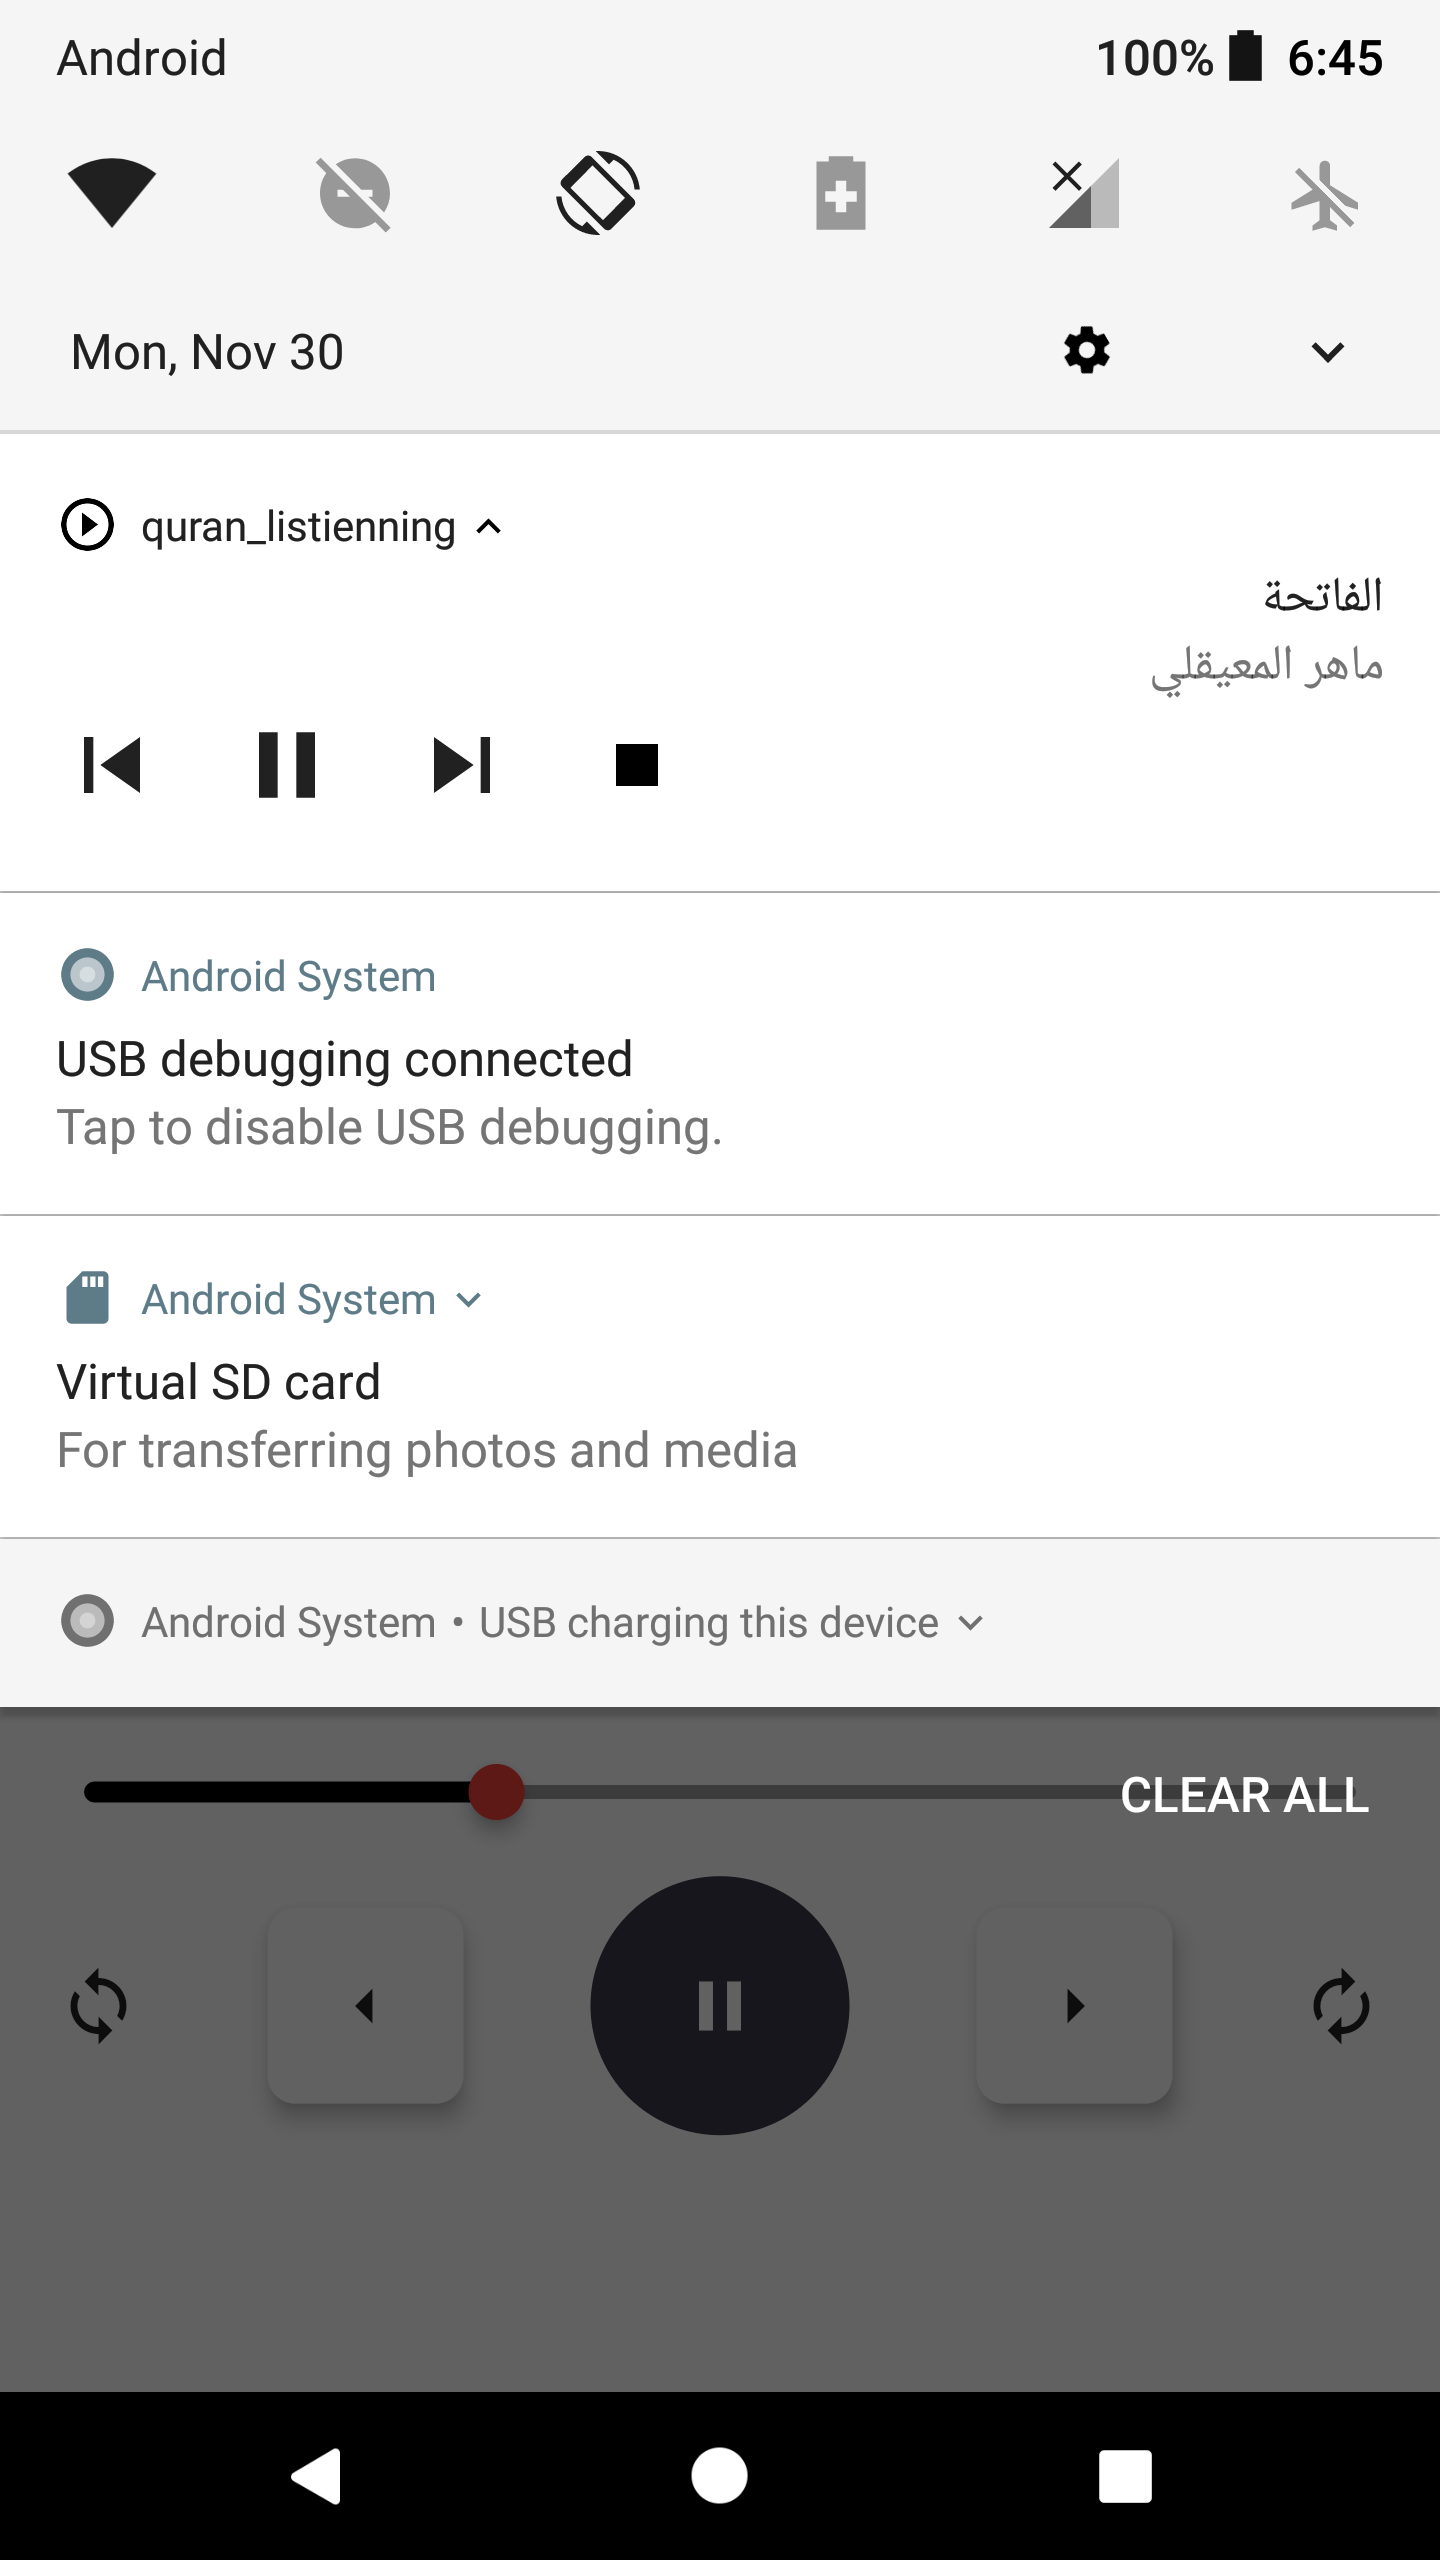 Android 100% 6:45
Mon, Nov 30
quran_listienning
الفاتحة
ماهر المعيقلي
Android System
USB debugging connected
Tap to disable USB debugging.
Android System
Virtual SD card
For transferring photos and media
Android System • USB charging this device
CLEAR ALL